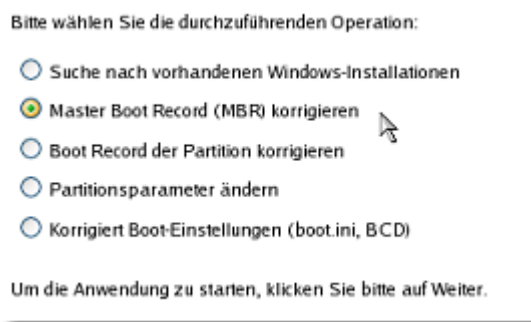 Bitte wählen Sie die durchzuführenden Operation:
Suche nach vorhandenen Windows-Installationen
Master Boot Record (MBR) korrigieren
Boot Record der Partition korrigieren
Partitionsparameter ändern
Korrigiert Boot-Einstellungen (boot.ini, BCD)
Um die Anwendung zu starten, klicken Sie bitte auf Weiter.